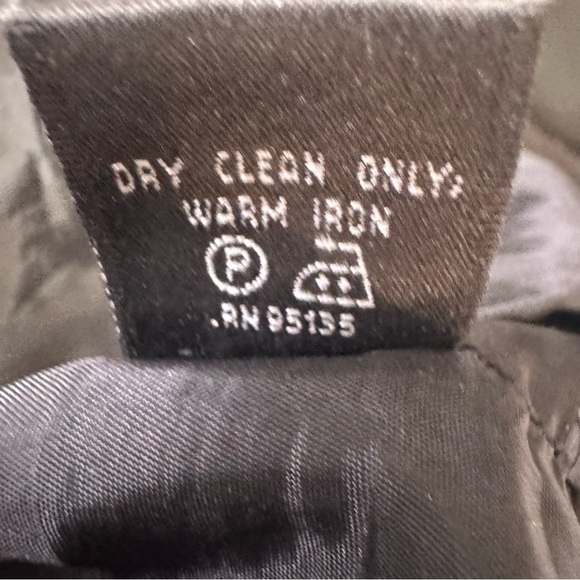 DRY CLEAN ONLY;
WARM IRON
P
.RN 95135